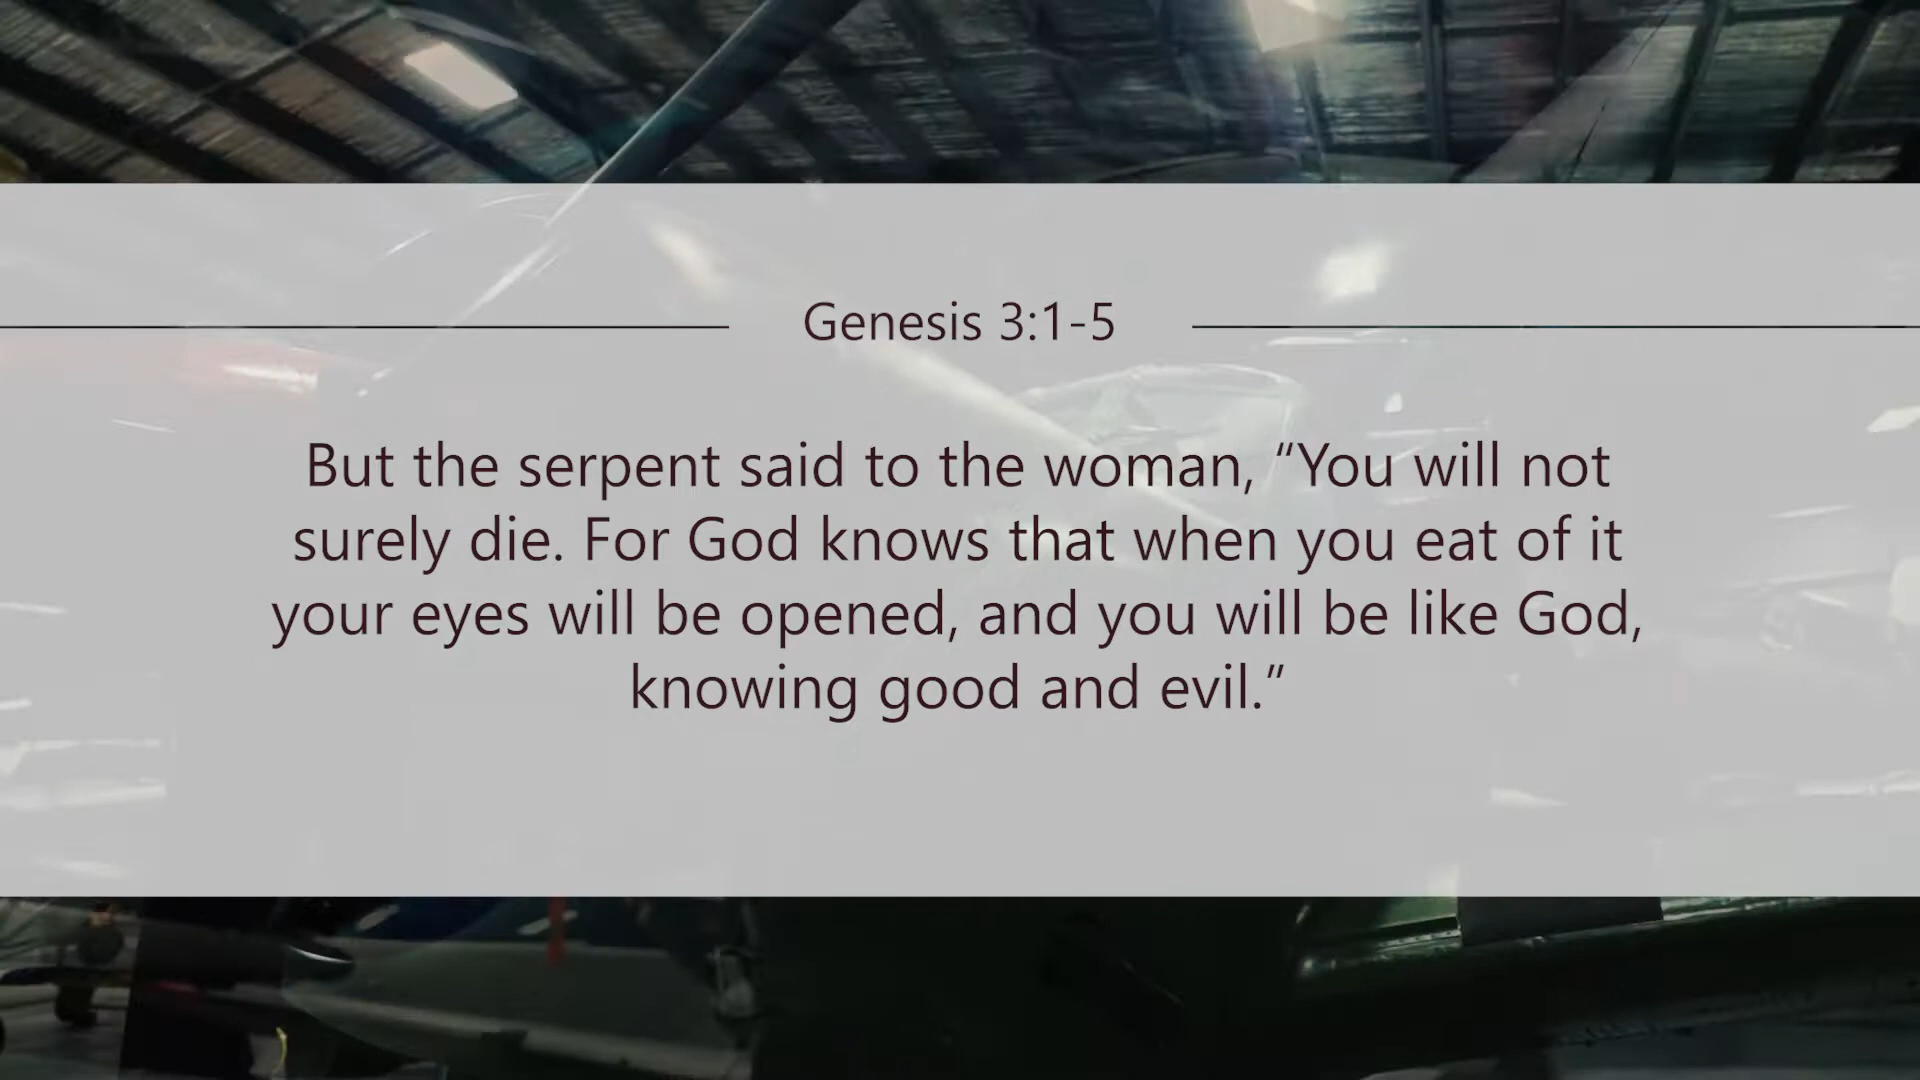 Genesis 3:1-5
But the serpent said to the woman, “You will not
surely die. For God knows that when you eat of it
your eyes will be opened, and you will be like God,
knowing good and evil.”